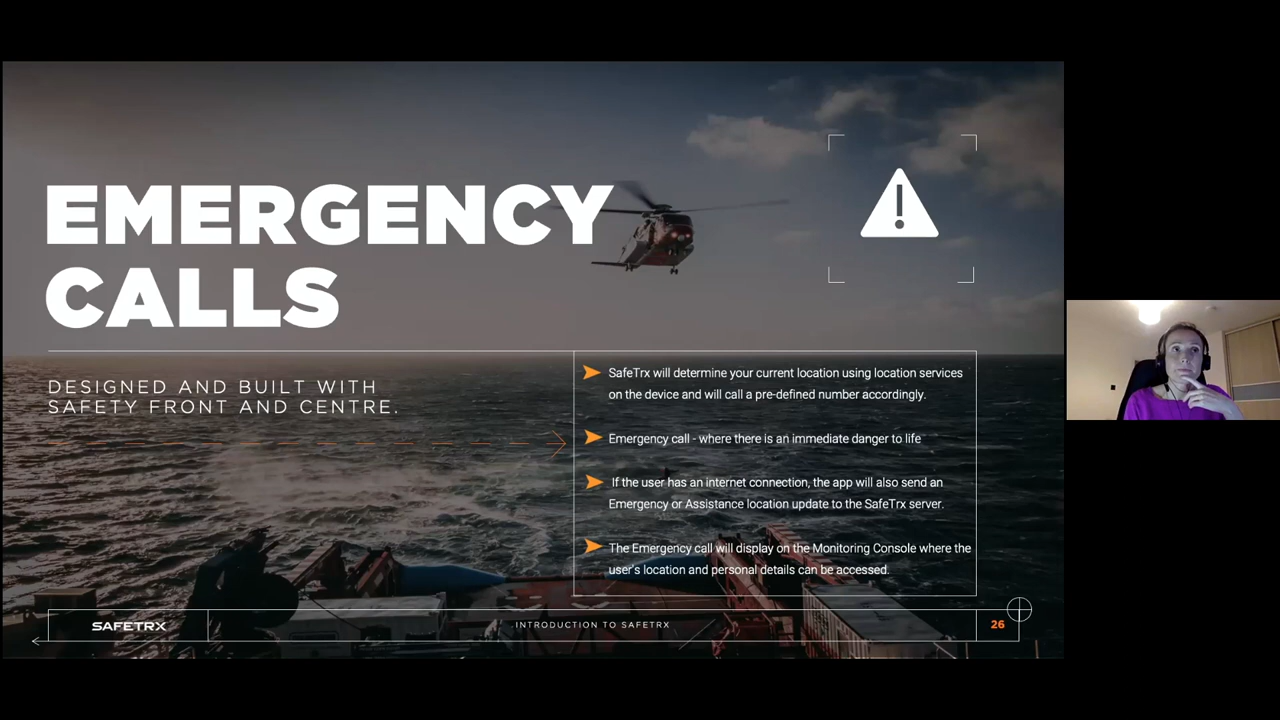 EMERGENCY
CALLS
DESIGNED AND BUILT WITH
SAFETY FRONT AND CENTRE.
SafeTrx will determine your current location using location services
on the device and will call a pre-defined number accordingly.
Emergency call - where there is an immediate danger to life
If the user has an internet connection, the app will also send an
Emergency or Assistance location update to the SafeTrx server.
The Emergency call will display on the Monitoring Console where the
user's location and personal details can be accessed.
SAFETRX
INTRODUCTION TO SAFETRX
26